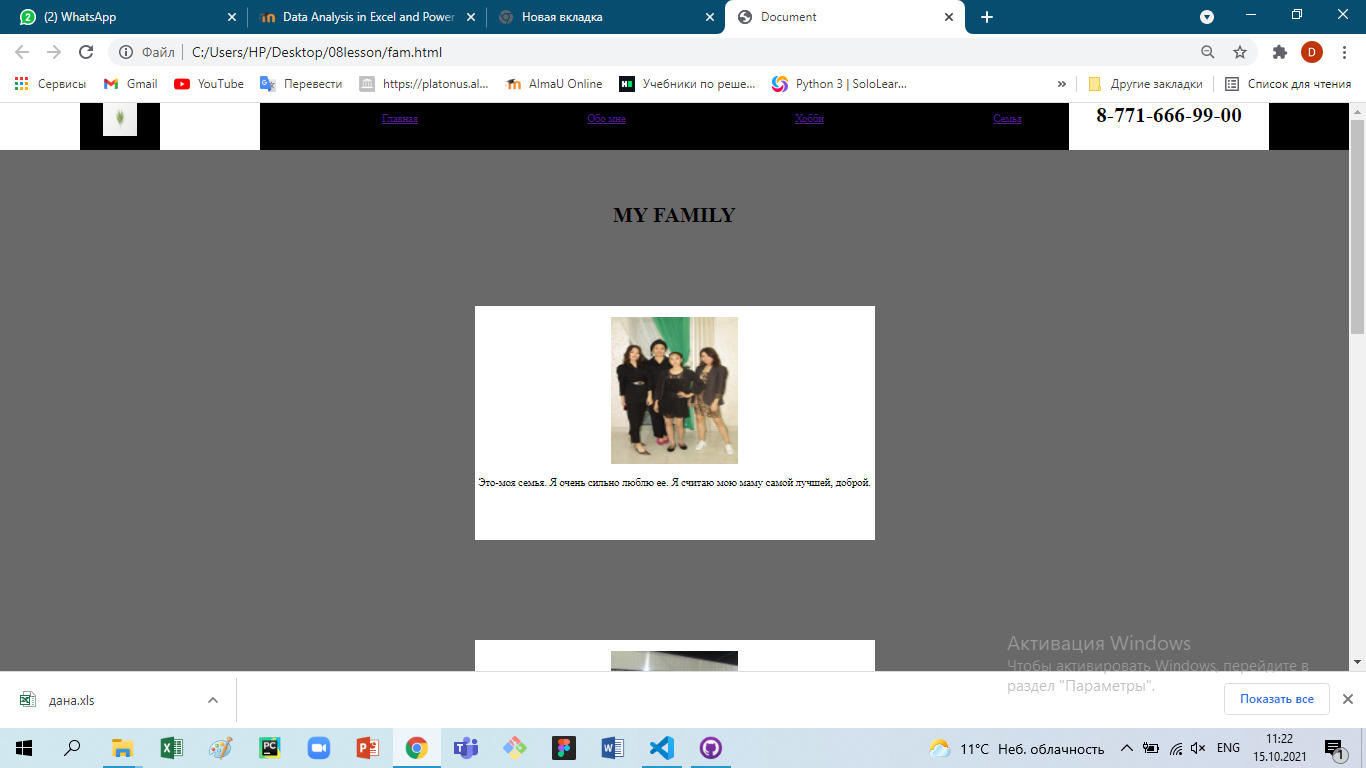 (2) WhatsApp
Data Analysis in Excel and Power
Новая вкладка
Document
Файл C:/Users/HP/Desktop/08lesson/fam.html
D
Сервисы Gmail YouTube Перевести https://platonus.al... AlmaU Online Учебники по реше... Python 3 | SoloLear... » Другие закладки Список для чтения
Главная Обо мне Хобби Семья 8-771-666-99-00
MY FAMILY
Это-моя семья. Я очень сильно люблю ее. Я считаю мою маму самой лучшей, доброй.
Активация Windows
Чтобы активировать Windows, перейдите в
раздел "Параметры".
дана.xls
Показать все
11°C Неб. облачность
ENG
11:22
15.10.2021
1